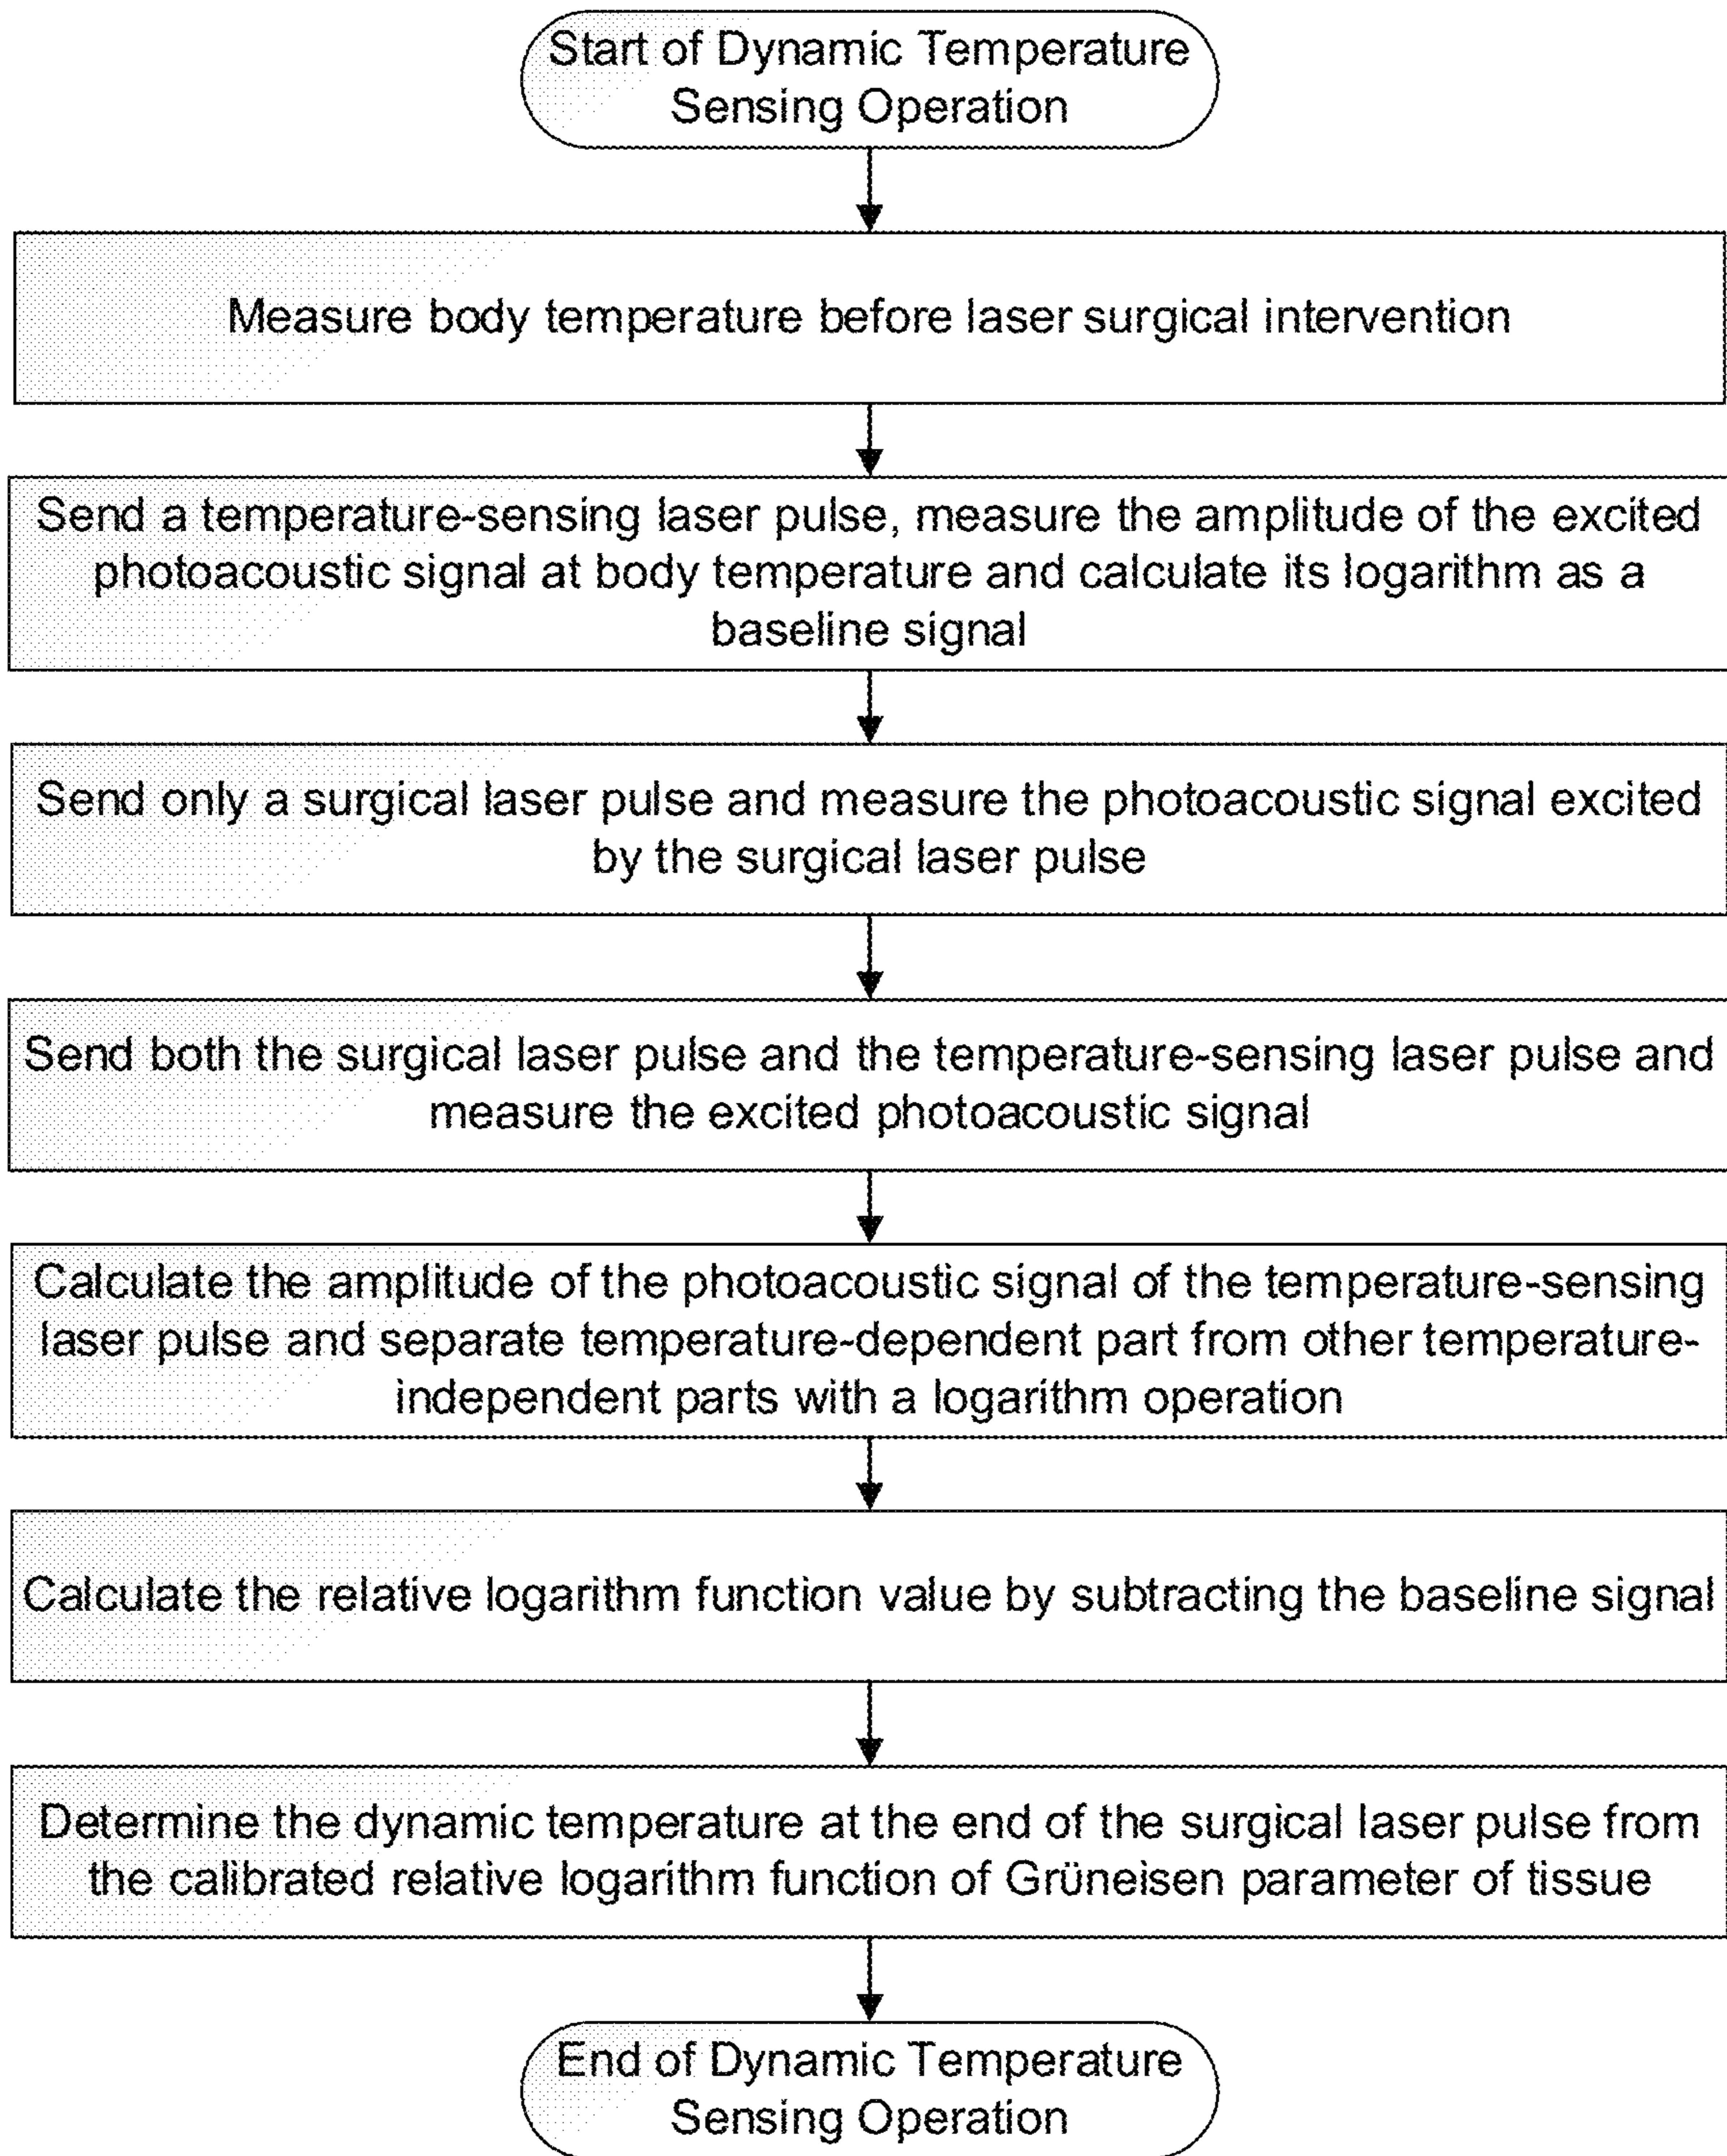 Start of Dynamic Temperature
Sensing Operation
Measure body temperature before laser surgical intervention
Send a temperature-sensing laser pulse, measure the amplitude of the excited
photoacoustic signal at body temperature and calculate its logarithm as a
baseline signal
Send only a surgical laser pulse and measure the photoacoustic signal excited
by the surgical laser pulse
Send both the surgical laser pulse and the temperature-sensing laser pulse and
measure the excited photoacoustic signal
Calculate the amplitude of the photoacoustic signal of the temperature-sensing
laser pulse and separate temperature-dependent part from other temperature-
independent parts with a logarithm operation
Calculate the relative logarithm function value by subtracting the baseline signal
Determine the dynamic temperature at the end of the surgical laser pulse from
the calibrated relative logarithm function of Grüneisen parameter of tissue
End of Dynamic Temperature
Sensing Operation